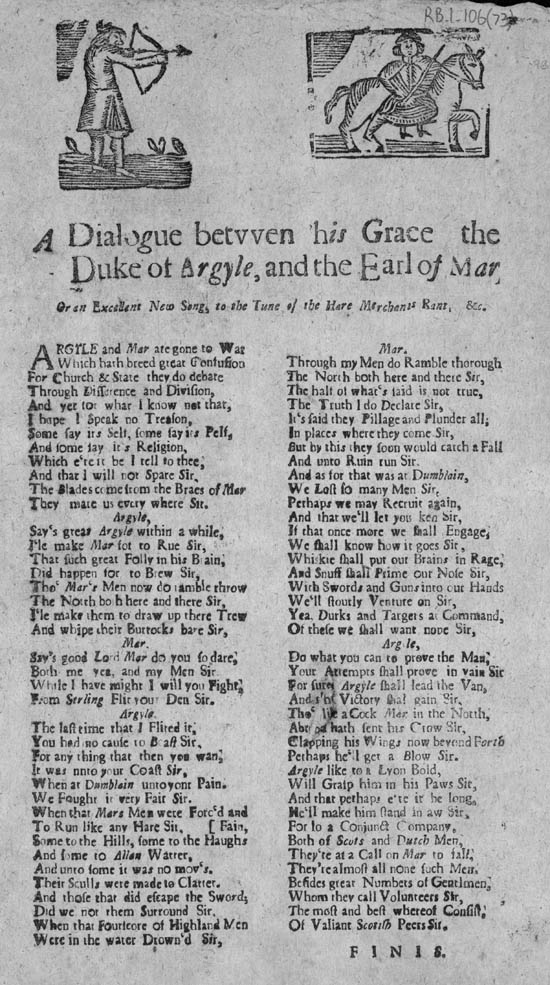 RB.l.106(73)
A Dialogue betvven his Grace the
Duke of Argyle, and the Earl of Mar,
Or an Excellent New Song, to the Tune of the Hare Merchants Rant, &c.
ARGYLE and Mar are gone to War
Which hath breed great Confusion
For Church & State they do debate
Through Difference and Division,
And yet for what I know not that,
I hope I speak no Treason,
Some say its Self, some say its Pelf,
And some say it's Religion,
Which e're it be I tell to thee,
And that I will not Spare Sir,
The Blades come from the Braes of Mar
They mate us every where Sir.
Argyle,
Say's great Argyle within a while,
I'le make Mar for to Rue Sir,
That such great Folly in his Brain,
Did happen for to Brew Sir,
Tho' Mar's Men now do ramble throw
The North both here and there Sir,
I'le make them to draw up there Trew
And whipe their Buttocks bare Sir,
Mar.
Say's good Lord Mar do you so dare,
Both me yea, and my Men Sir
While I have might I will you Fight,
From Sterling Flit your Den Sir.
Argyle.
The last time that I Flited it,
You had no cause to Boast Sir,
For any thing that then you wan,
It was unto your Coast Sir,
When at Dumblain unto your Pain.
We Fought it very Fair Sir.
When that Mars Men were Forc'd and
To Run like any Hare Sir, [ Fain,
Some to the Hills, some to the Haughs
And some to Allan Watter,
And unto some it was no mow's.
Their Sculls were made to Clatter.
And those that did escape the Sword,
Did we not them Surround Sir.
When that Fourscore of Highland Men
Were in the water Drown'd Sir,
Mar.
Through my Men do Ramble thorough
The North both here and there Sir,
The half of what's said is not true,
The Truth I do Declare Sir,
It's said they Pillage and Plunder all;
In places where they come Sir,
But by this they soon would catch a Fall
And unto Ruin run Sir.
And as for that was at Dumblain,
We Lost so many Men Sir.
Perhaps we may Recruit again,
And that we'll let you ken Sir,
If that once more we shall Engage,
We shall know how it goes Sir,
Whiskie shall put our Brains in Rage,
And Snuff shall Prime our Nose Sir,
With Swords and Guns into our Hands
We'll stoutly Venture on Sir,
Yea. Durks and Targets at Command,
Of these we shall want none Sir,
Argyle,
Do what you can to prove the Man,
Your Attempts shall prove in vain Sir
For sure Argyle shall lead the Van,
And Victory shal gain Sir,
Tho' like a Cock Mar in the North,
Abroad hath sent his Crow Sir,
Clapping his Wings now beyond Forth
Perhaps he'll get a Blow Sir.
Argyle like to a Lyon Bold,
Will Grasp him in his Paws Sir,
And that perhaps e're it be long,
He'll make him stand in aw Sir,
For lo a Conjunct Company,
Both of Scots and Dutch Men,
They're at a Call on Mar to fall,
They're almost all none such Men.
Besides great Numbers of Gentlmen,
Whom they call Volunteers SIr,
The most and best whereof Consist,
Of Valiant Scotish Peers Sir.
FINIS.